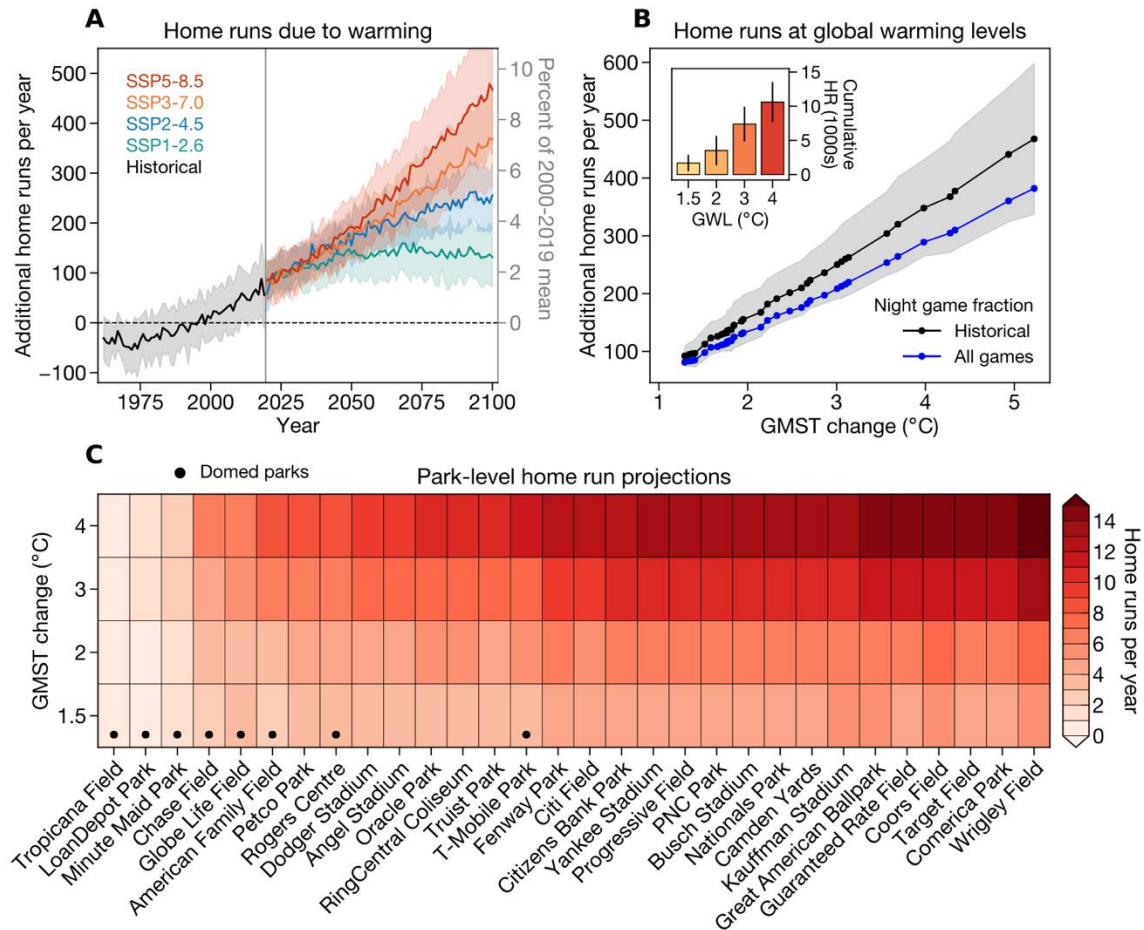 A
Home runs due to warming
Additional home runs per year
500
400
300
200
100
0
−100
SSP5-8.5
SSP3-7.0
SSP2-4.5
SSP1-2.6
Historical
10
8
6
4
2
0
Percent of 2000-2019 mean
1975
2000
2025
2050
2075
2100
Year
B
Home runs at global warming levels
Additional home runs per year
600
500
400
300
200
100
15
10
5
0
Cumulative
HR (1000s)
1.5
2
3
4
GWL (°C)
Night game fraction
Historical
All games
1
2
3
4
5
GMST change (°C)
C
Domed parks
Park-level home run projections
GMST change (°C)
4
3
2
1.5
14
12
10
8
6
4
2
0
Home runs per year
Tropicana Field
LoanDepot Park
Minute Maid Park
Chase Field
Globe Life Field
American Family Field
Petco Park
Rogers Centre
Dodger Stadium
Angel Stadium
Oracle Park
RingCentral Coliseum
Truist Park
T-Mobile Park
Fenway Park
Citi Field
Citizens Bank Park
Yankee Stadium
Progressive Field
PNC Park
Busch Stadium
Nationals Park
Camden Yards
Kauffman Stadium
Great American Ballpark
Guaranteed Rate Field
Coors Field
Target Field
Comerica Park
Wrigley Field